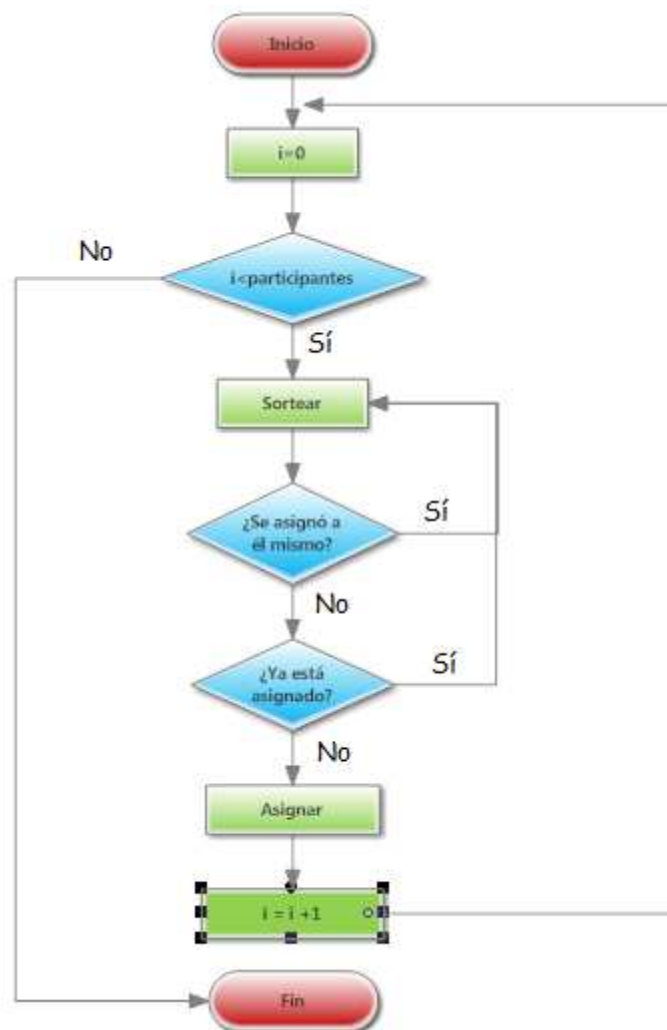 Inicio
i=0
No
i<participantes
Sí
Sortear
¿Se asignó a
él mismo?
Sí
No
¿Ya está
asignado?
Sí
No
Asignar
i = i +1
Fin